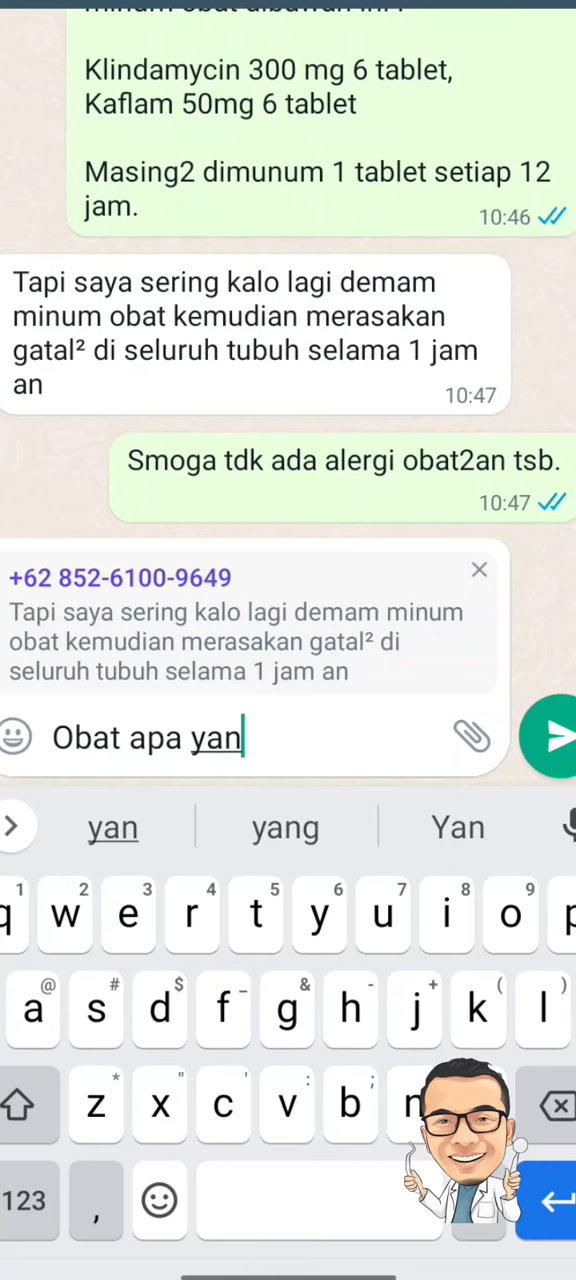 Klindamycin 300 mg 6 tablet,
Kaflam 50mg 6 tablet
Masing2 dimunum 1 tablet setiap 12
jam.
10:46
Tapi saya sering kalo lagi demam
minum obat kemudian merasakan
gatal² di seluruh tubuh selama 1 jam
an
10:47
Smoga tdk ada alergi obat2an tsb.
10:47
+62 852-6100-9649
Tapi saya sering kalo lagi demam minum
obat kemudian merasakan gatal² di
seluruh tubuh selama 1 jam an
Obat apa yan
yan yang Yan
1 2 3 4 5 6 7 8 9
q w e r t y u i o p
@ # $ _ & - + ( )
a s d f g h j k l
* " ' : ;
z x c v b n
123 ,